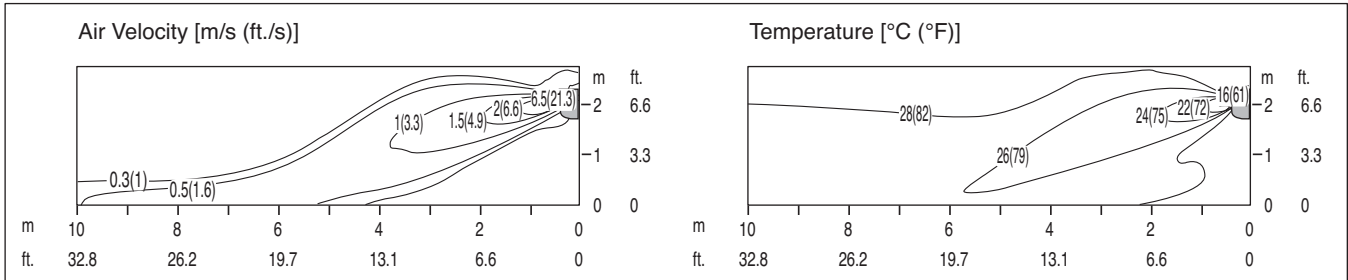 Air Velocity [m/s (ft./s)]
m ft.
6.5(21.3)
2(6.6)
2 6.6
1(3.3)
1.5(4.9)
1 3.3
0.3(1)
0.5(1.6)
0 0
m 10 8 6 4 2 0
ft. 32.8 26.2 19.7 13.1 6.6 0
Temperature [°C (°F)]
m ft.
16(61)
28(82)
22(72)
2 6.6
24(75)
26(79)
1 3.3
0 0
m 10 8 6 4 2 0
ft. 32.8 26.2 19.7 13.1 6.6 0